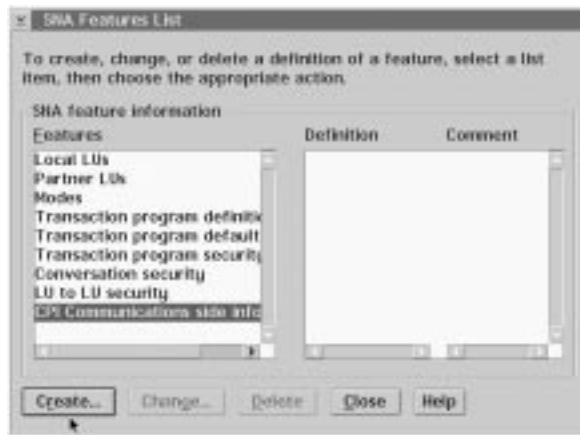 SNA Features List
To create, change, or delete a definition of a feature, select a list
item, then choose the appropriate action.
SNA feature information
Features
Definition
Comment
Local LUs
Partner LUs
Modes
Transaction program definiti
Transaction program default
Transaction program security
Conversation security
LU to LU security
CPI Communications side info
Create...
Change...
Delete
Close
Help